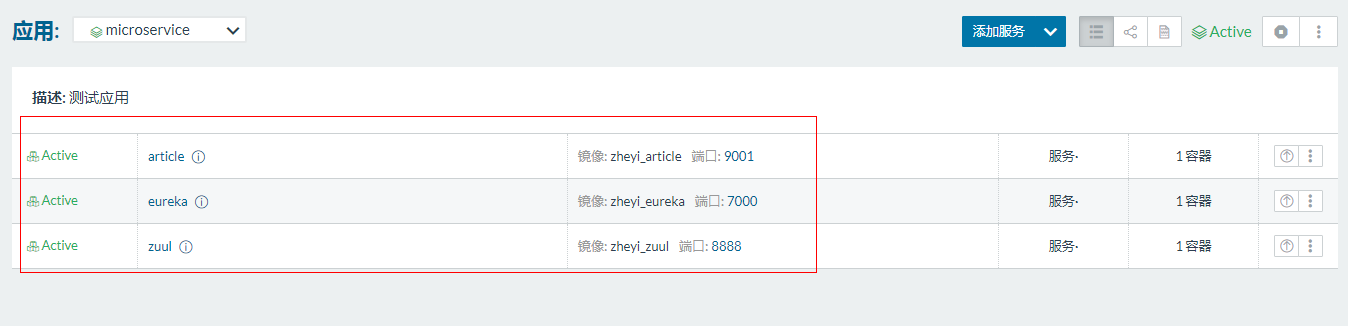 应用: microservice 添加服务 Active
描述: 测试应用
Active article 镜像: zheyi_article 端口: 9001 服务· 1 容器
Active eureka 镜像: zheyi_eureka 端口: 7000 服务· 1 容器
Active zuul 镜像: zheyi_zuul 端口: 8888 服务· 1 容器